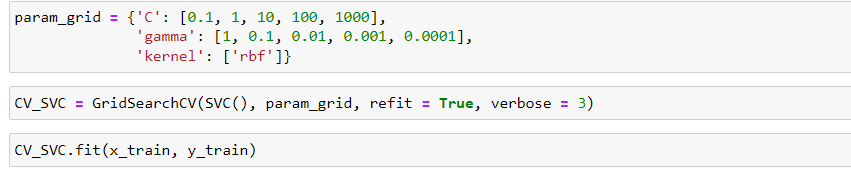 param_grid = {'C': [0.1, 1, 10, 100, 1000],
              'gamma': [1, 0.1, 0.01, 0.001, 0.0001],
              'kernel': ['rbf']}
CV_SVC = GridSearchCV(SVC(), param_grid, refit = True, verbose = 3)
CV_SVC.fit(x_train, y_train)